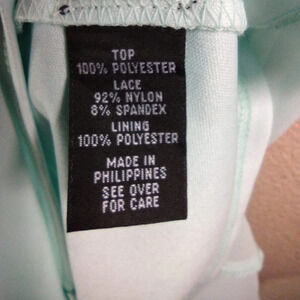 TOP
100% POLYESTER
LACE
92% NYLON
8% SPANDEX
LINING
100% POLYESTER
MADE IN
PHILIPPINES
SEE OVER
FOR CARE